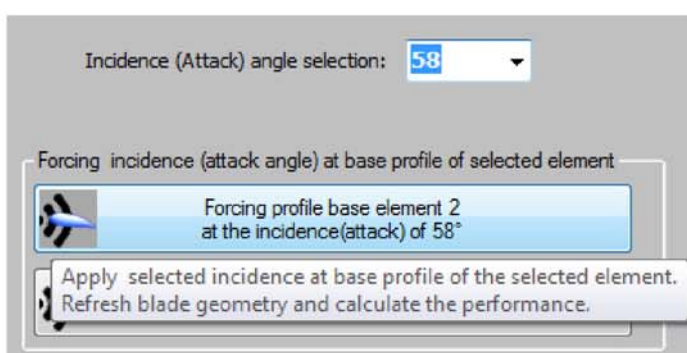 Incidence (Attack) angle selection: 58
Forcing incidence (attack angle) at base profile of selected element
Forcing profile base element 2
at the incidence(attack) of 58°
Apply selected incidence at base profile of the selected element.
Refresh blade geometry and calculate the performance.